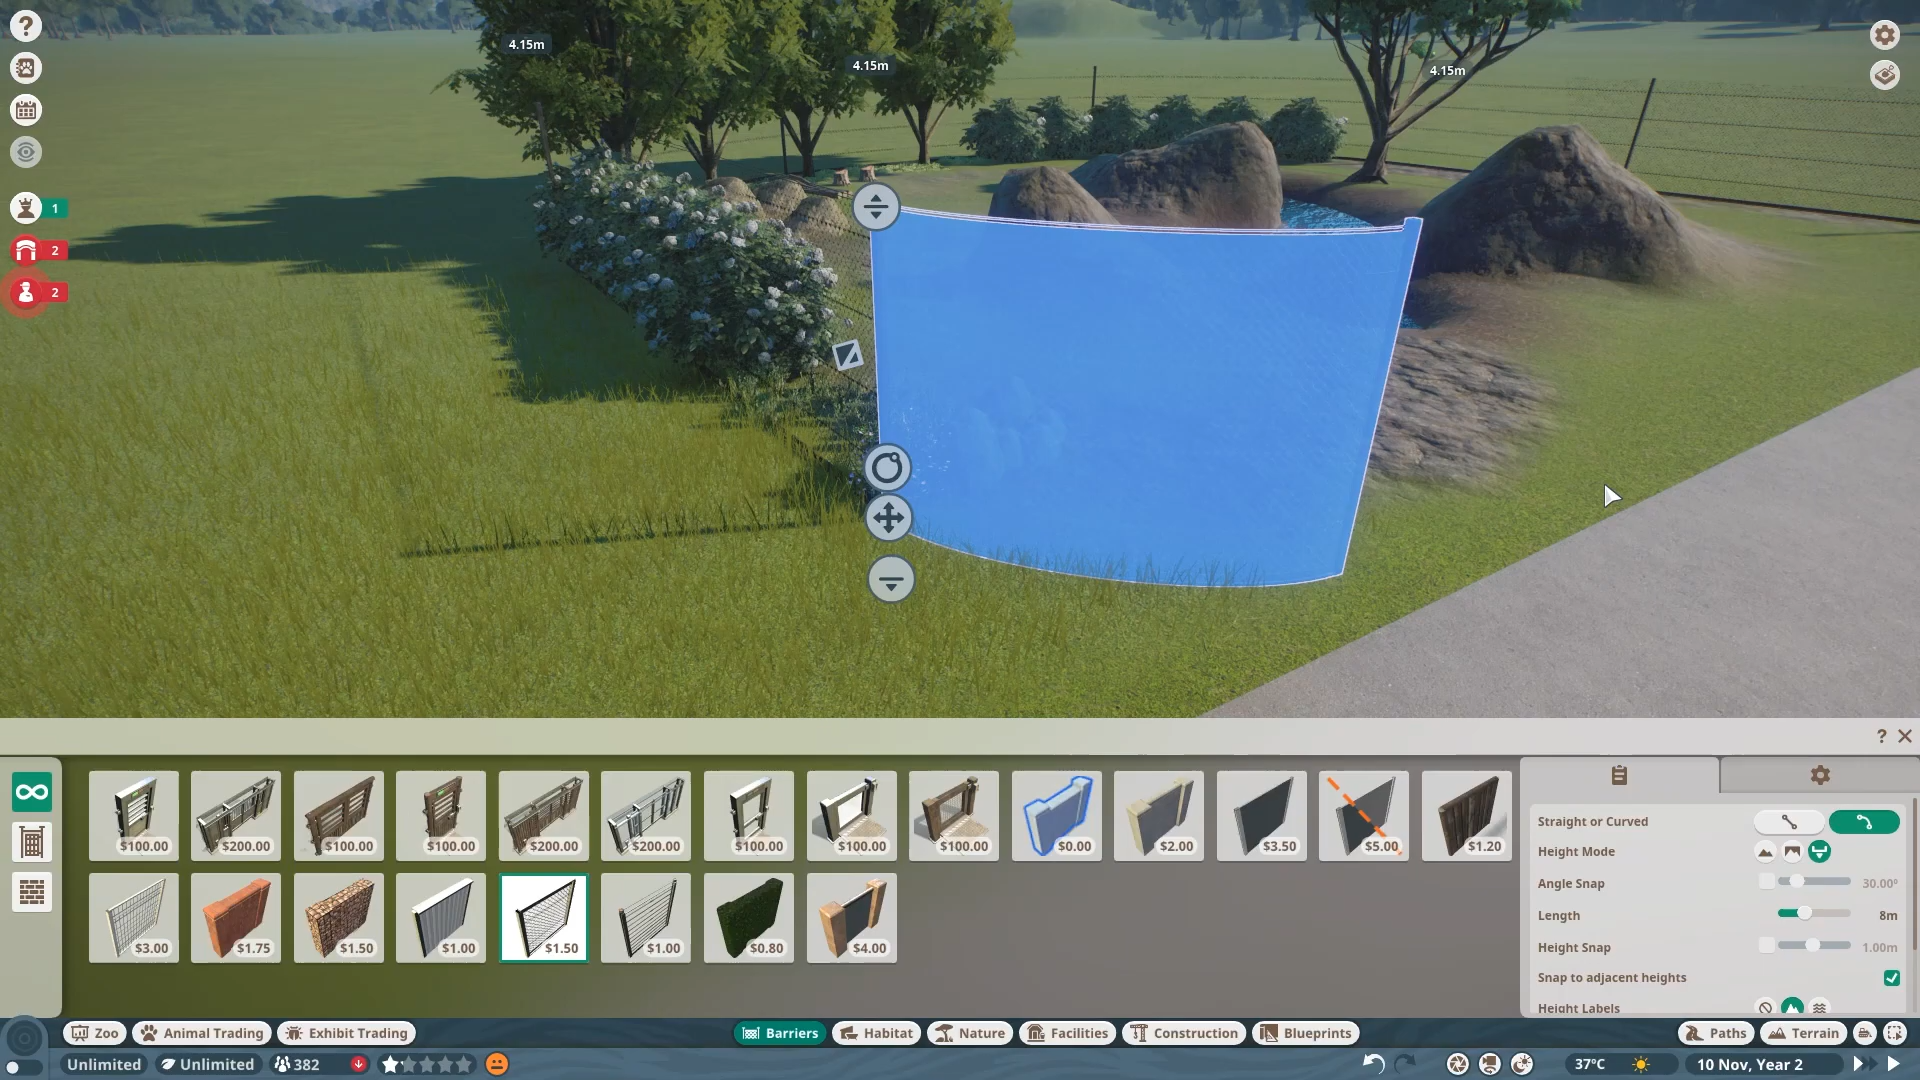 4.15m
4.15m
4.15m
?
1
2
2
?
$100.00 $200.00 $100.00 $100.00 $200.00 $200.00 $100.00 $100.00 $100.00 $0.00 $2.00 $3.50 $5.00 $1.20
$3.00 $1.75 $1.50 $1.00 $1.50 $1.00 $0.80 $4.00
Straight or Curved
Height Mode
Angle Snap 30.00°
Length 8m
Height Snap 1.00m
Snap to adjacent heights
Height Labels
Zoo Animal Trading Exhibit Trading Barriers Habitat Nature Facilities Construction Blueprints Paths Terrain
Unlimited Unlimited 382 37°C 10 Nov, Year 2